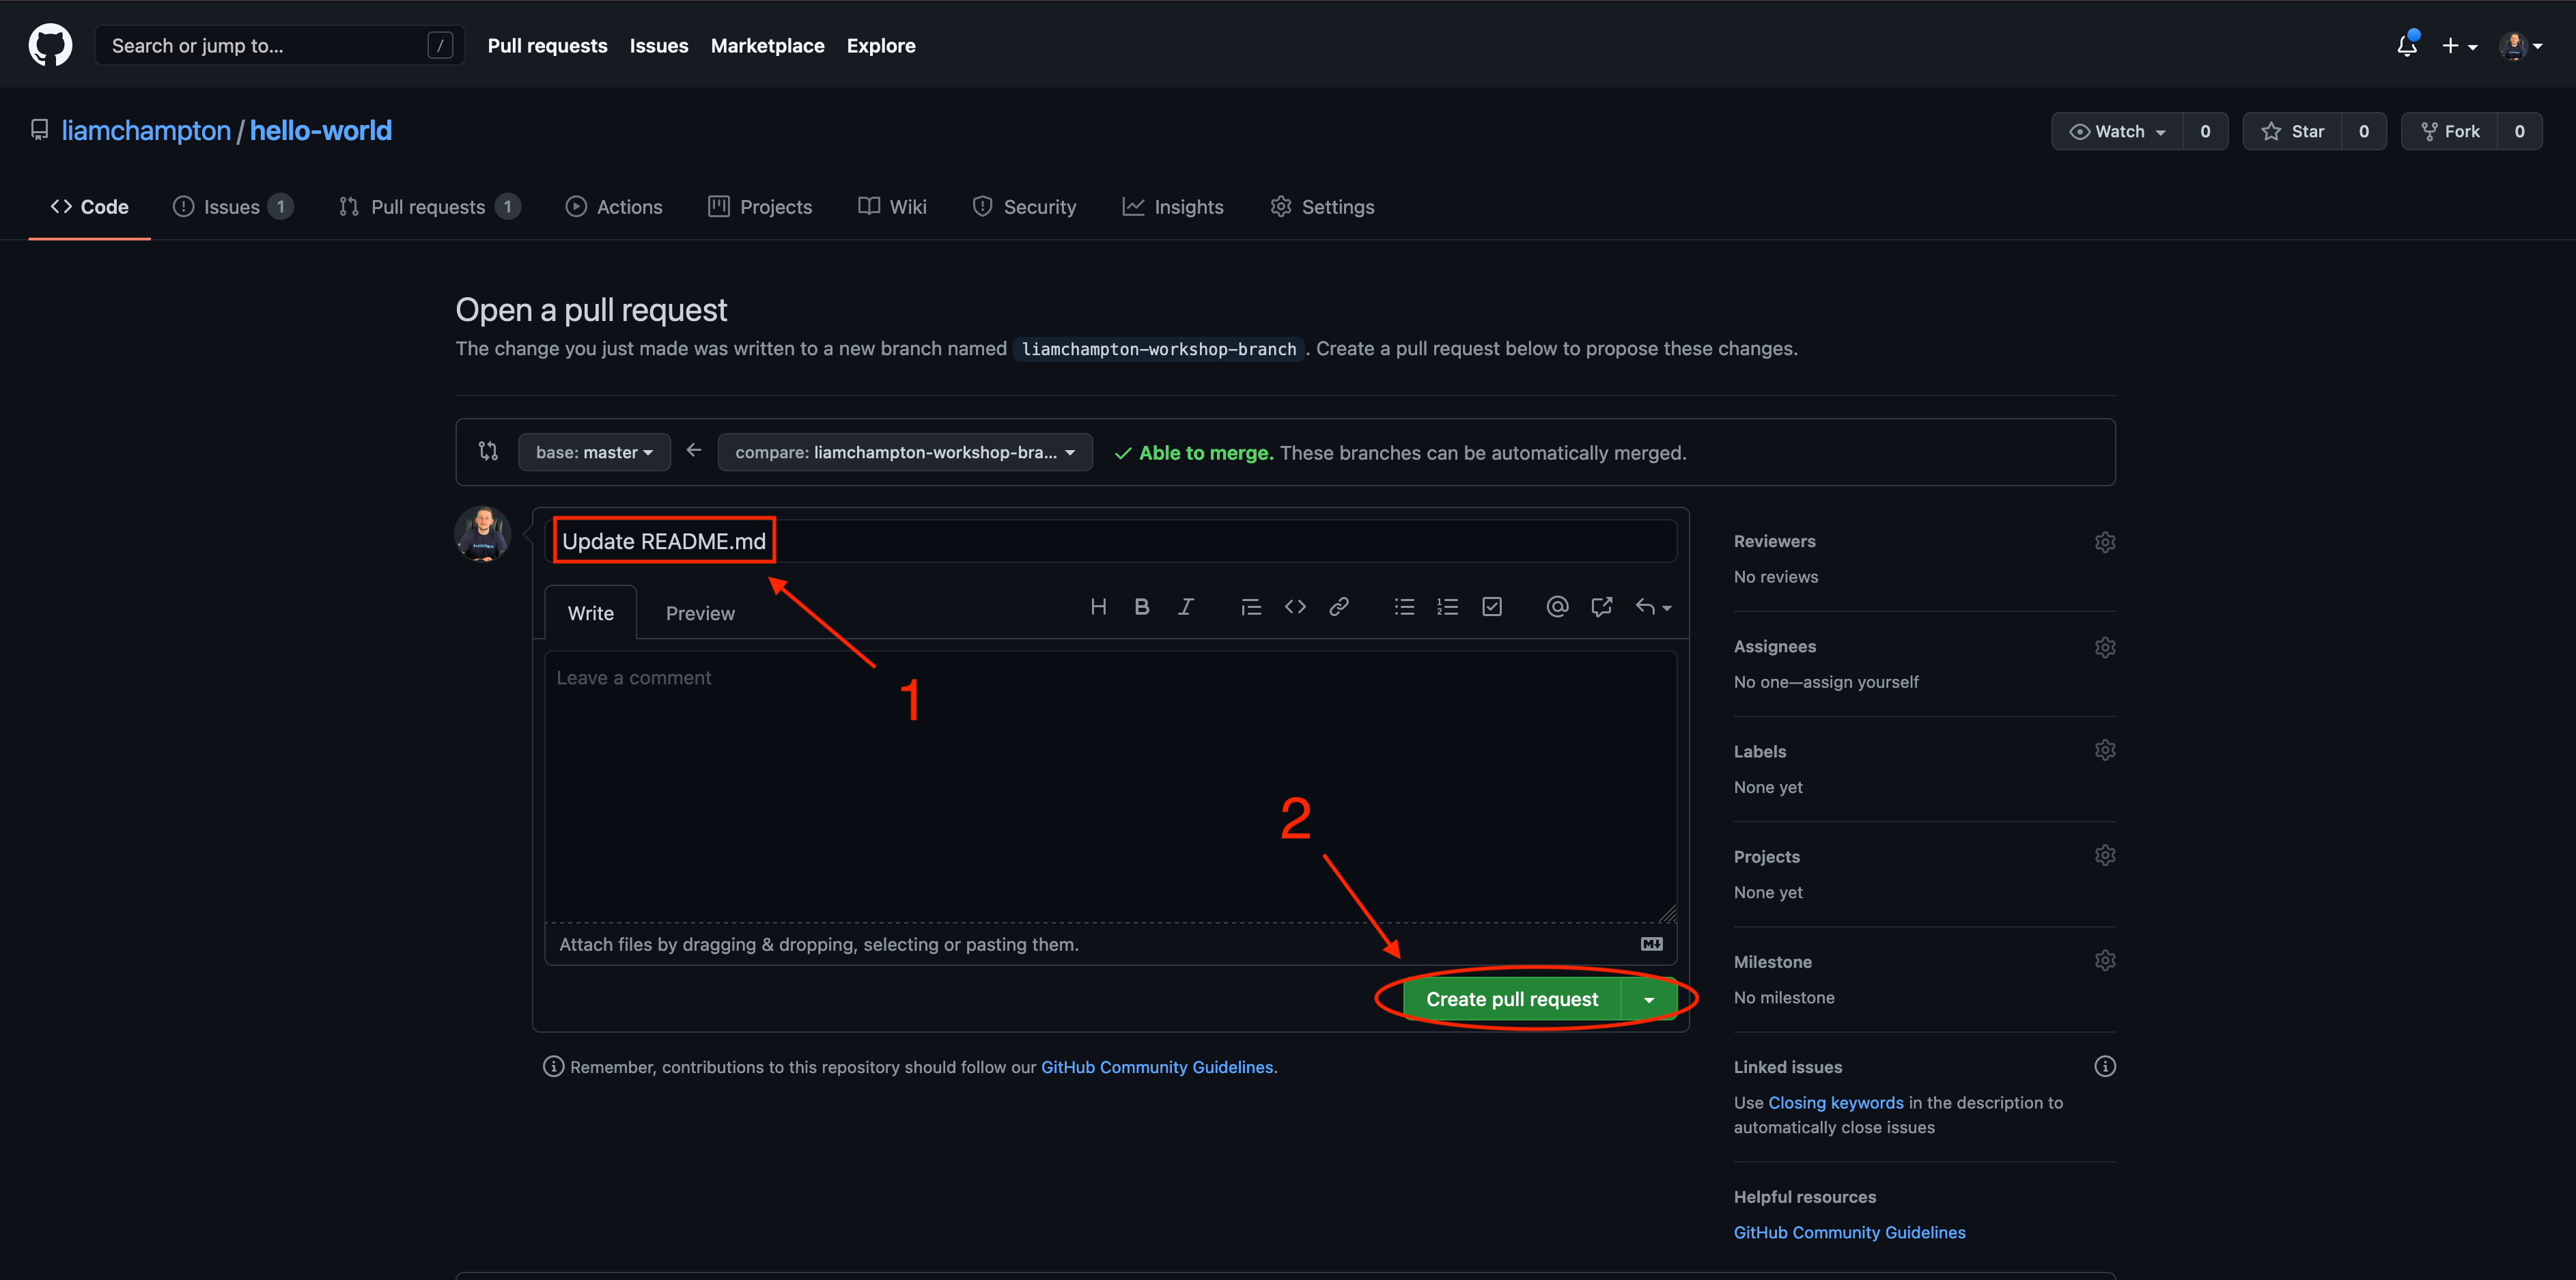 Search or jump to... / Pull requests Issues Marketplace Explore
liamchampton / hello-world Watch 0 Star 0 Fork 0
Code Issues 1 Pull requests 1 Actions Projects Wiki Security Insights Settings
Open a pull request
The change you just made was written to a new branch named liamchampton-workshop-branch. Create a pull request below to propose these changes.
base: master compare: liamchampton-workshop-bra... Able to merge. These branches can be automatically merged.
Update README.md
Write Preview H B I
Leave a comment
1
2
Attach files by dragging & dropping, selecting or pasting them.
Create pull request
Remember, contributions to this repository should follow our GitHub Community Guidelines.
Reviewers
No reviews
Assignees
No one—assign yourself
Labels
None yet
Projects
None yet
Milestone
No milestone
Linked issues
Use Closing keywords in the description to
automatically close issues
Helpful resources
GitHub Community Guidelines